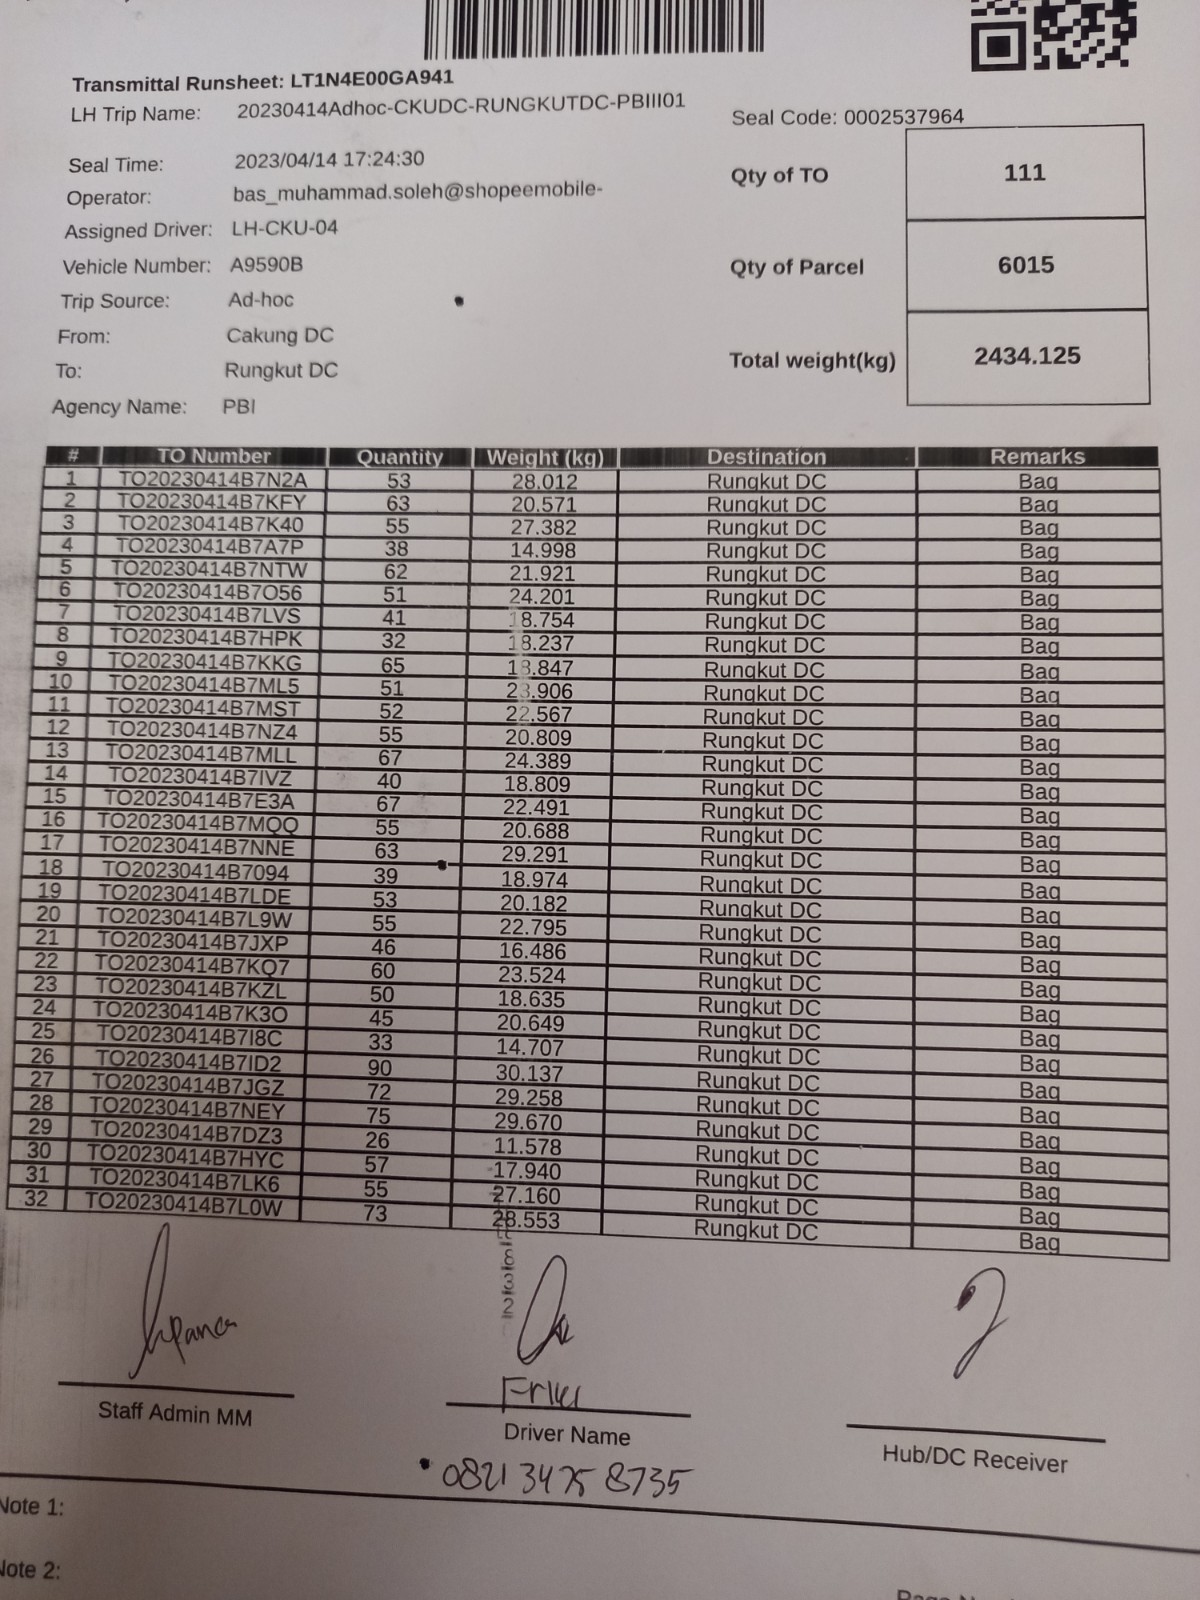 Transmittal Runsheet: LT1N4E00GA941
LH Trip Name: 20230414Adhoc-CKUDC-RUNGKUTDC-PBIII01
Seal Code: 0002537964
Seal Time: 2023/04/14 17:24:30
Operator: bas_muhammad.soleh@shopeemobile-
Assigned Driver: LH-CKU-04
Vehicle Number: A9590B
Trip Source: Ad-hoc
From: Cakung DC
To: Rungkut DC
Agency Name: PBI
Qty of TO 111
Qty of Parcel 6015
Total weight(kg) 2434.125
# TO Number Quantity Weight (kg) Destination Remarks
1 TO20230414B7N2A 53 28.012 Rungkut DC Bag
2 TO20230414B7KFY 63 20.571 Rungkut DC Bag
3 TO20230414B7K40 55 27.382 Rungkut DC Bag
4 TO20230414B7A7P 38 14.998 Rungkut DC Bag
5 TO20230414B7NTW 62 21.921 Rungkut DC Bag
6 TO20230414B7O56 51 24.201 Rungkut DC Bag
7 TO20230414B7LVS 41 18.754 Rungkut DC Bag
8 TO20230414B7HPK 32 18.237 Rungkut DC Bag
9 TO20230414B7KKG 65 18.847 Rungkut DC Bag
10 TO20230414B7ML5 51 23.906 Rungkut DC Bag
11 TO20230414B7MST 52 22.567 Rungkut DC Bag
12 TO20230414B7NZ4 55 20.809 Rungkut DC Bag
13 TO20230414B7MLL 67 24.389 Rungkut DC Bag
14 TO20230414B7IVZ 40 18.809 Rungkut DC Bag
15 TO20230414B7E3A 67 22.491 Rungkut DC Bag
16 TO20230414B7MQQ 55 20.688 Rungkut DC Bag
17 TO20230414B7NNE 63 29.291 Rungkut DC Bag
18 TO20230414B7094 39 18.974 Rungkut DC Bag
19 TO20230414B7LDE 53 20.182 Rungkut DC Bag
20 TO20230414B7L9W 55 22.795 Rungkut DC Bag
21 TO20230414B7JXP 46 16.486 Rungkut DC Bag
22 TO20230414B7KQ7 60 23.524 Rungkut DC Bag
23 TO20230414B7KZL 50 18.635 Rungkut DC Bag
24 TO20230414B7K3O 45 20.649 Rungkut DC Bag
25 TO20230414B7I8C 33 14.707 Rungkut DC Bag
26 TO20230414B7ID2 90 30.137 Rungkut DC Bag
27 TO20230414B7JGZ 72 29.258 Rungkut DC Bag
28 TO20230414B7NEY 75 29.670 Rungkut DC Bag
29 TO20230414B7DZ3 26 11.578 Rungkut DC Bag
30 TO20230414B7HYC 57 17.940 Rungkut DC Bag
31 TO20230414B7LK6 55 27.160 Rungkut DC Bag
32 TO20230414B7L0W 73 28.553 Rungkut DC Bag
Staff Admin MM
Driver Name
Hub/DC Receiver
0821 3475 8735
Note 1:
Note 2: